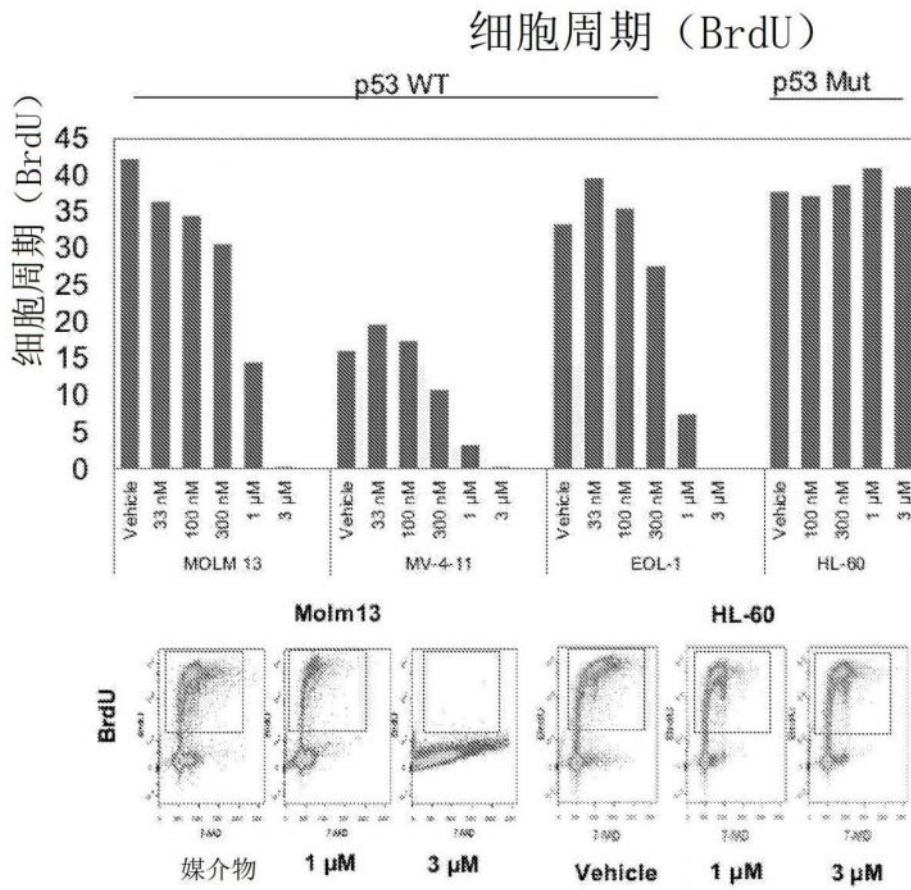 细胞周期（BrdU）
p53 WT
p53 Mut
细胞周期（BrdU）
45
40
35
30
25
20
15
10
5
0
Vehicle
33 nM
100 nM
300 nM
1 µM
3 µM
Vehicle
33 nM
100 nM
300 nM
1 µM
3 µM
Vehicle
33 nM
100 nM
300 nM
1 µM
3 µM
Vehicle
100 nM
300 nM
1 µM
3 µM
MOLM 13
MV-4-11
EOL-1
HL-60
Molm13
HL-60
BrdU
媒介物
1 µM
3 µM
Vehicle
1 µM
3 µM